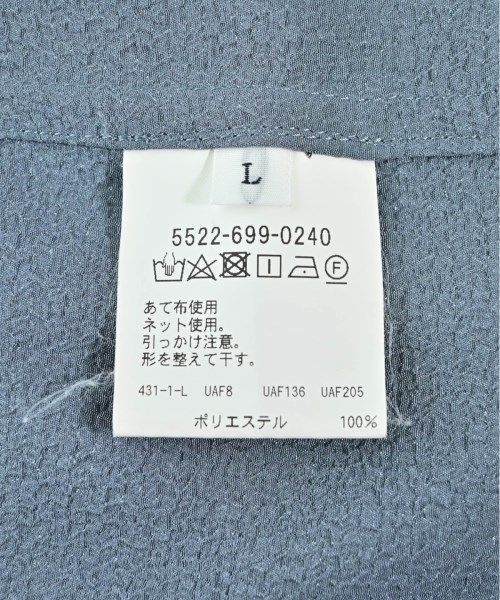 L
5522-699-0240
F
あて布使用
ネット使用。
引っかけ注意。
形を整えて干す。
431-1-L UAF8 UAF136 UAF205
ポリエステル 100%